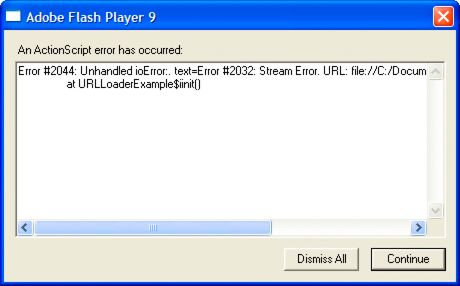 Adobe Flash Player 9
An ActionScript error has occurred:
Error #2044: Unhandled ioError:. text=Error #2032: Stream Error. URL: file://C:/Docum
at URLLoaderExample$iinit()
Dismiss All
Continue